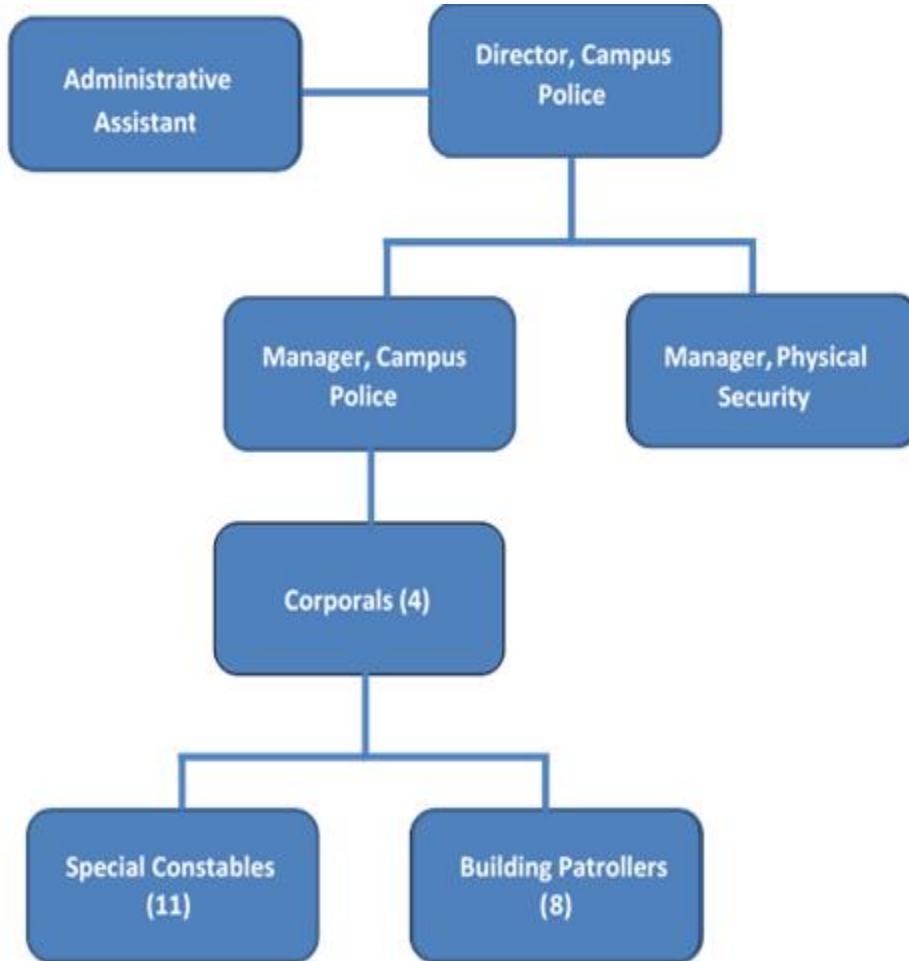 Administrative
Assistant
Director, Campus
Police
Manager, Campus
Police
Manager, Physical
Security
Corporals (4)
Special Constables
(11)
Building Patrollers
(8)